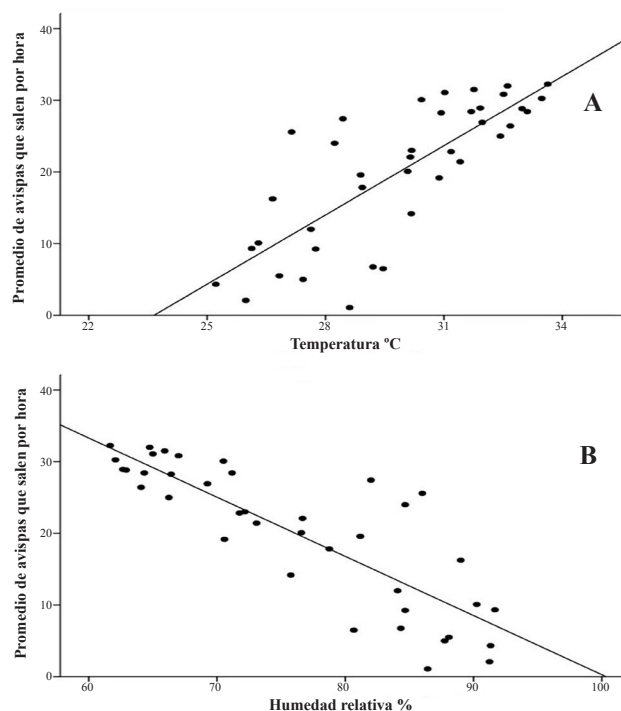 40
30
20
10
0
Promedio de avispas que salen por hora
A
22 25 28 31 34
Temperatura ºC
40
30
20
10
0
Promedio de avispas que salen por hora
B
60 70 80 90 100
Humedad relativa %